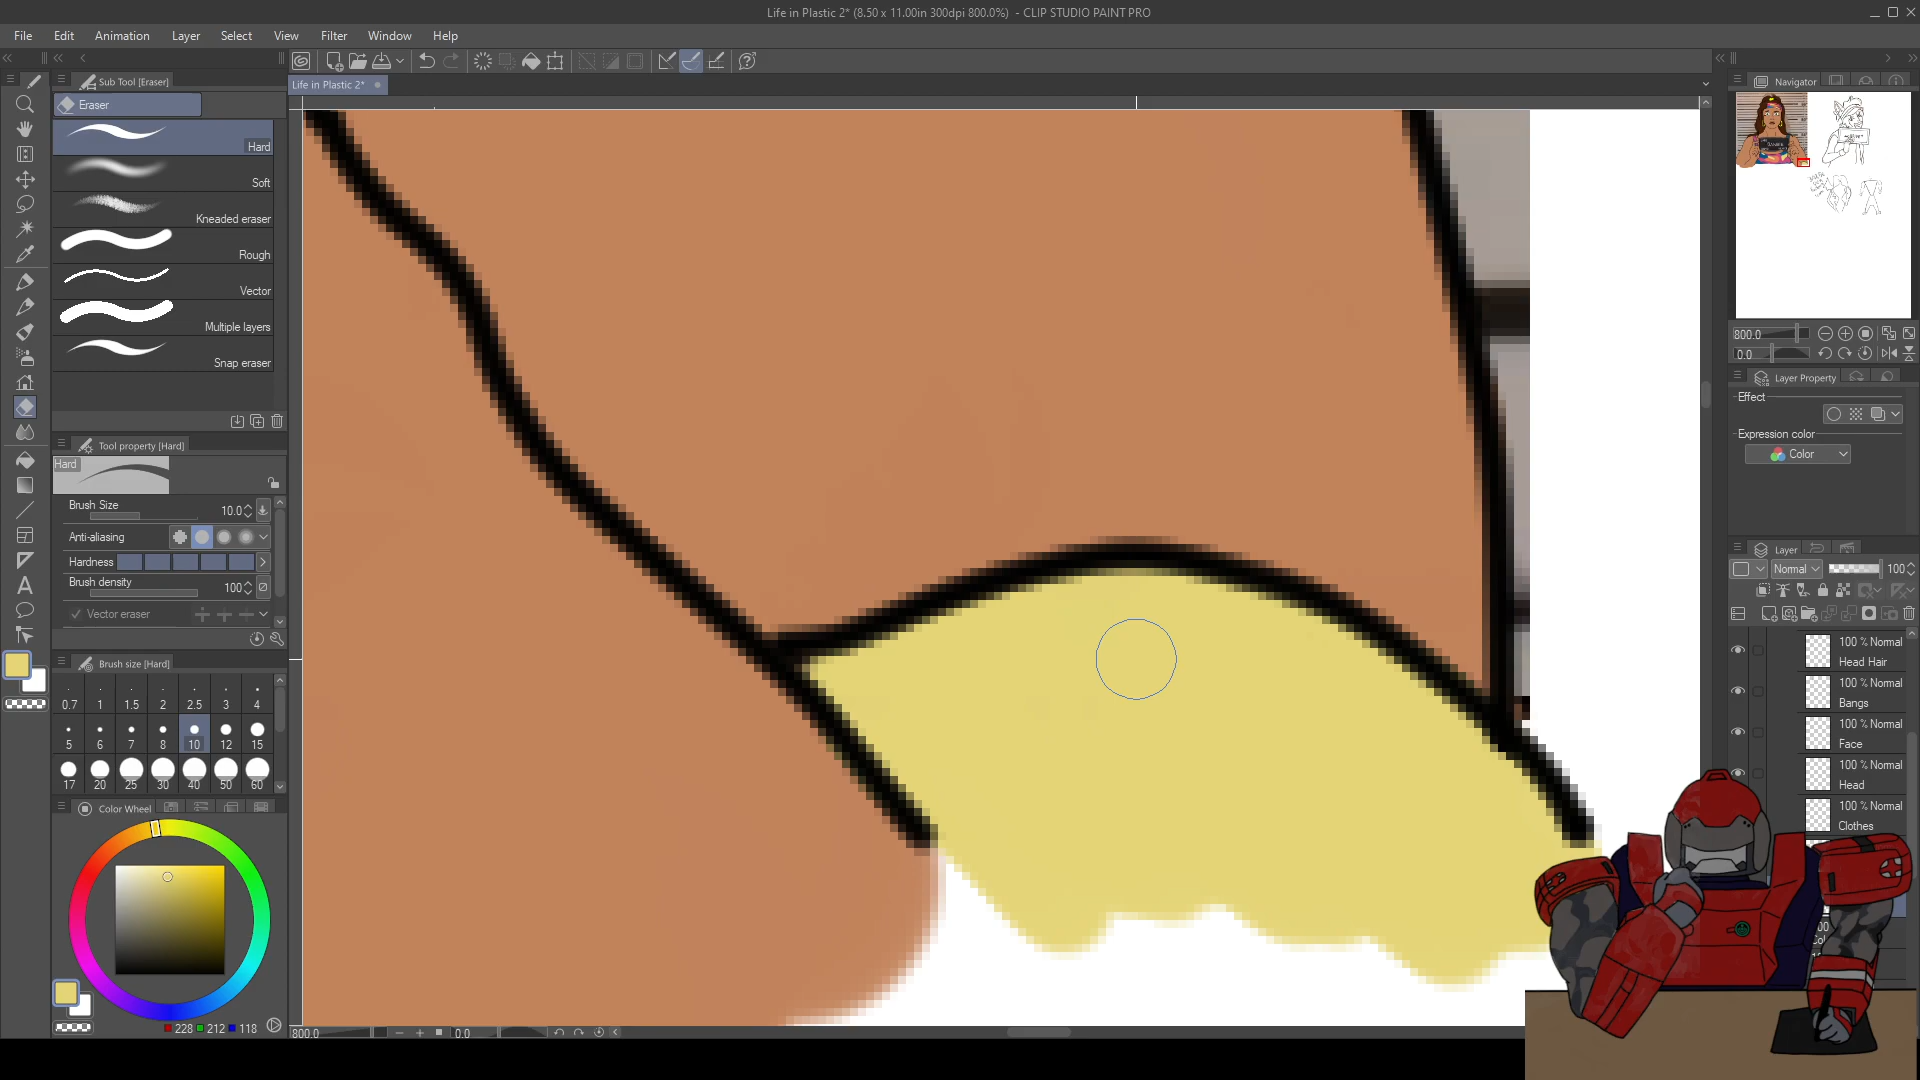 Life in Plastic 2* (8.50 x 11.00in 300dpi 800.0%) - CLIP STUDIO PAINT PRO
File Edit Animation Layer Select View Filter Window Help
Sub Tool [Eraser]
Life in Plastic 2*
Navigator
Eraser
Hard
Soft
Kneaded eraser
Rough
Vector
Multiple layers
Snap eraser
Tool property [Hard]
Hard
Brush Size 10.0
Anti-aliasing
Hardness
Brush density 100
Vector eraser
Brush size [Hard]
0.7 1 1.5 2 2.5 3 4
5 6 7 8 10 12 15
17 20 25 30 40 50 60
Color Wheel
228 212 118
800.0 0.0
800.0
0.0
Layer Property
Effect
Expression color
Color
Layer
Normal 100
100 % Normal
Head Hair
100 % Normal
Bangs
100 % Normal
Face
100 % Normal
Head
100 % Normal
Clothes